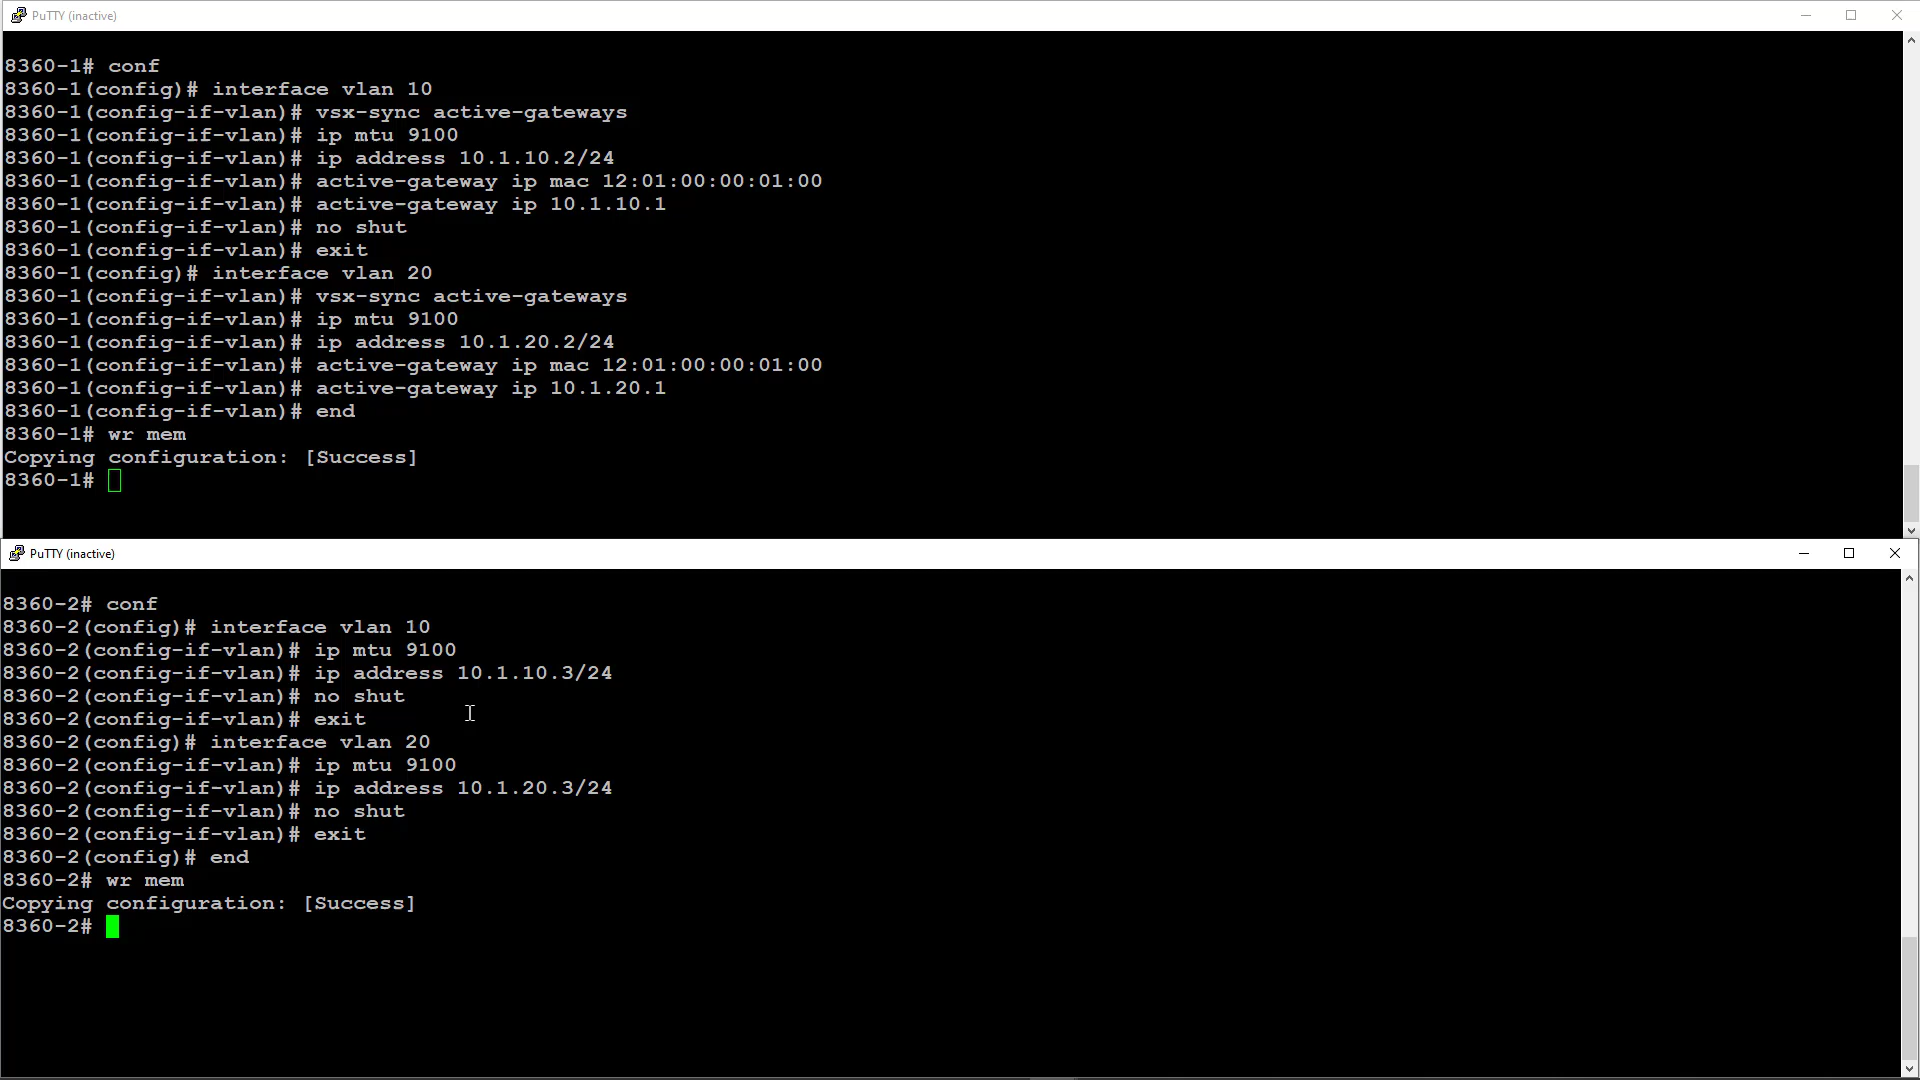 PuTTY (inactive)
8360-1# conf
8360-1(config)# interface vlan 10
8360-1(config-if-vlan)# vsx-sync active-gateways
8360-1(config-if-vlan)# ip mtu 9100
8360-1(config-if-vlan)# ip address 10.1.10.2/24
8360-1(config-if-vlan)# active-gateway ip mac 12:01:00:00:01:00
8360-1(config-if-vlan)# active-gateway ip 10.1.10.1
8360-1(config-if-vlan)# no shut
8360-1(config-if-vlan)# exit
8360-1(config)# interface vlan 20
8360-1(config-if-vlan)# vsx-sync active-gateways
8360-1(config-if-vlan)# ip mtu 9100
8360-1(config-if-vlan)# ip address 10.1.20.2/24
8360-1(config-if-vlan)# active-gateway ip mac 12:01:00:00:01:00
8360-1(config-if-vlan)# active-gateway ip 10.1.20.1
8360-1(config-if-vlan)# end
8360-1# wr mem
Copying configuration: [Success]
8360-1#
PuTTY (inactive)
8360-2# conf
8360-2(config)# interface vlan 10
8360-2(config-if-vlan)# ip mtu 9100
8360-2(config-if-vlan)# ip address 10.1.10.3/24
8360-2(config-if-vlan)# no shut
8360-2(config-if-vlan)# exit
8360-2(config)# interface vlan 20
8360-2(config-if-vlan)# ip mtu 9100
8360-2(config-if-vlan)# ip address 10.1.20.3/24
8360-2(config-if-vlan)# no shut
8360-2(config-if-vlan)# exit
8360-2(config)# end
8360-2# wr mem
Copying configuration: [Success]
8360-2#